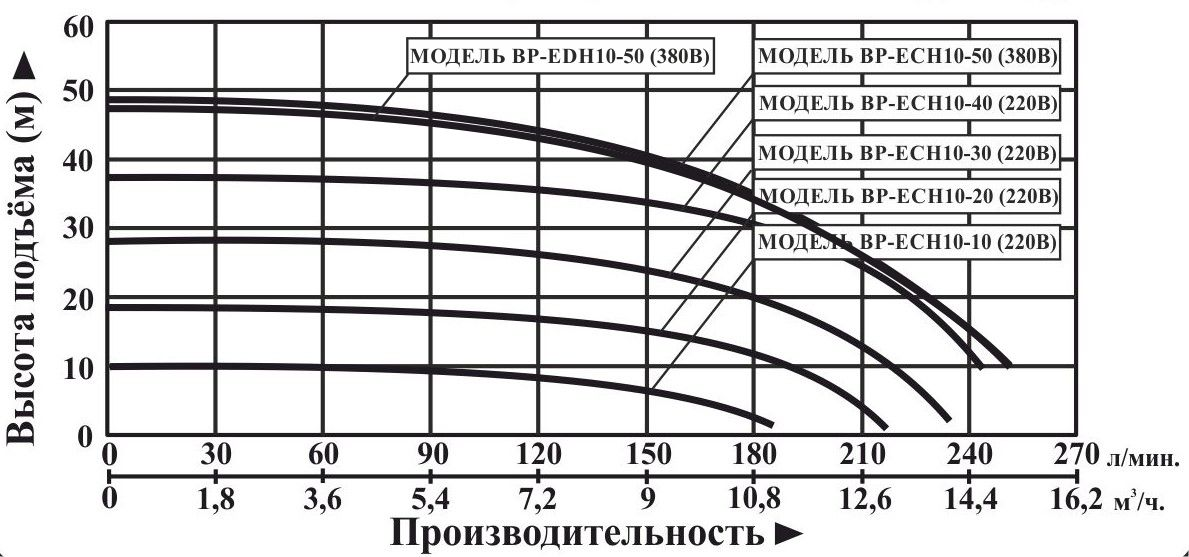 60
50
40
30
20
10
0
Высота подъёма (м)
МОДЕЛЬ BP-EDH10-50 (380В)
МОДЕЛЬ BP-ECH10-50 (380В)
МОДЕЛЬ BP-ECH10-40 (220В)
МОДЕЛЬ BP-ECH10-30 (220В)
МОДЕЛЬ BP-ECH10-20 (220В)
МОДЕЛЬ BP-ECH10-10 (220В)
0 30 60 90 120 150 180 210 240 270 л/мин.
0 1,8 3,6 5,4 7,2 9 10,8 12,6 14,4 16,2 м³/ч.
Производительность